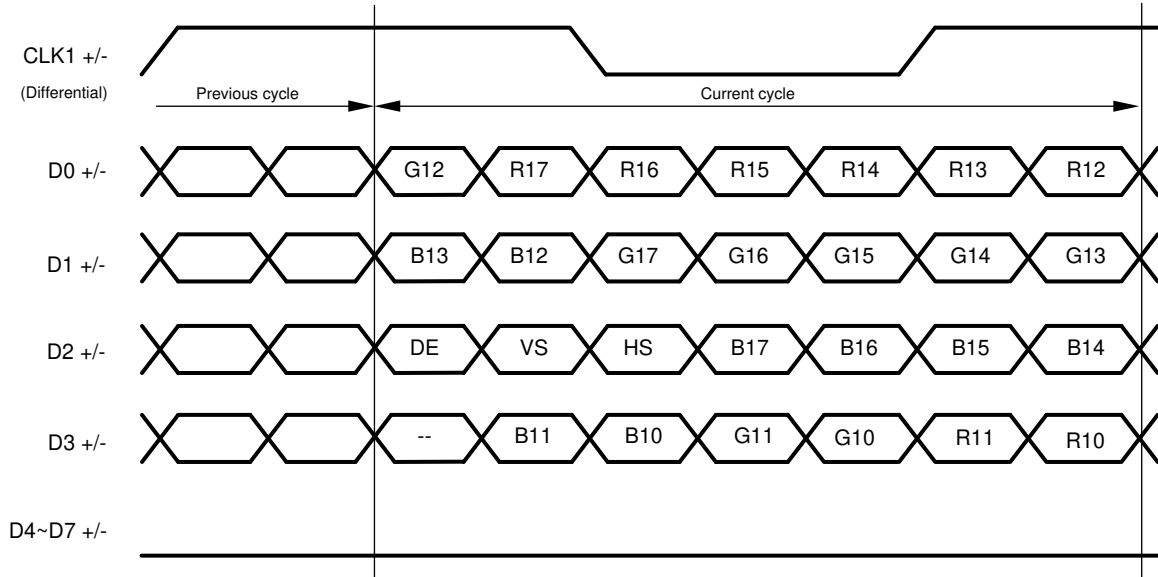 CLK1 +/-
(Differential)
Previous cycle
Current cycle
D0 +/-
G12 R17 R16 R15 R14 R13 R12
D1 +/-
B13 B12 G17 G16 G15 G14 G13
D2 +/-
DE VS HS B17 B16 B15 B14
D3 +/-
-- B11 B10 G11 G10 R11 R10
D4~D7 +/-